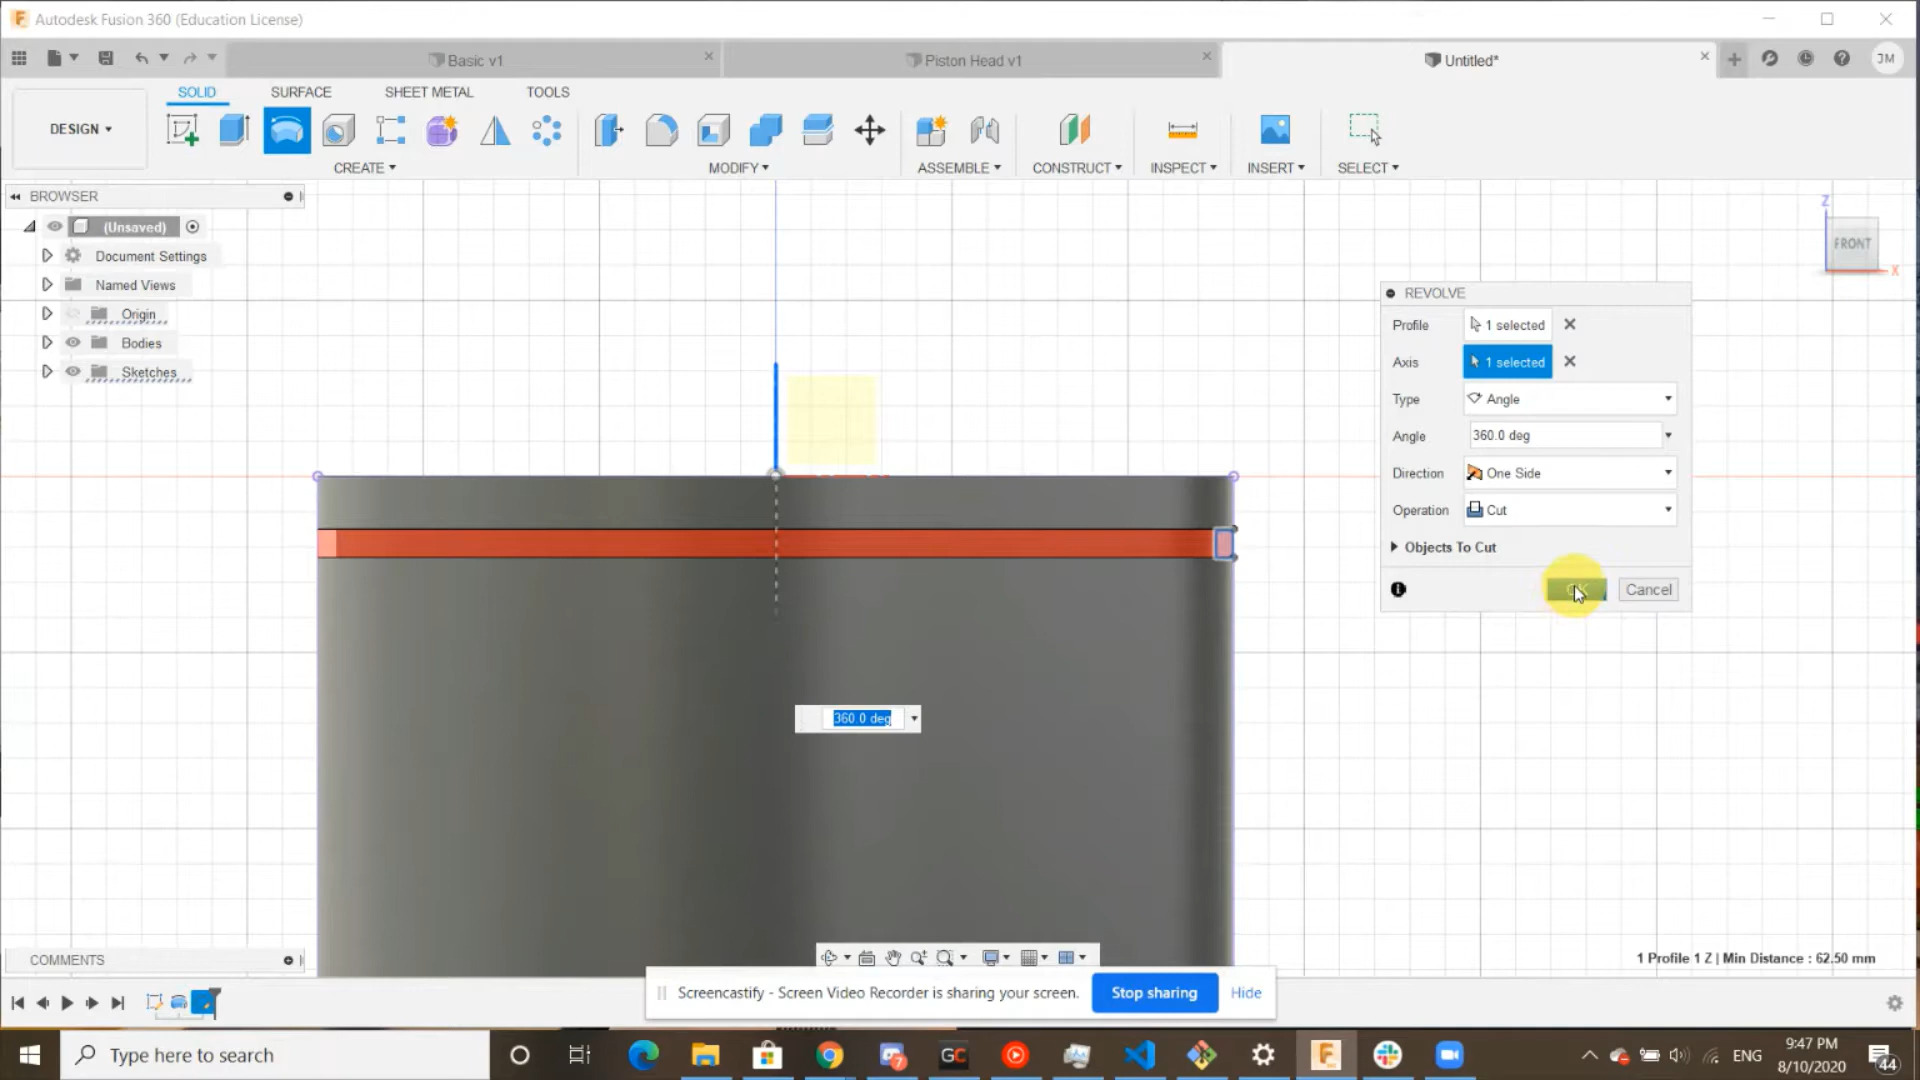 Autodesk Fusion 360 (Education License)
Basic v1
Piston Head v1
Untitled*
JM
DESIGN
SOLID
SURFACE
SHEET METAL
TOOLS
CREATE
MODIFY
ASSEMBLE
CONSTRUCT
INSPECT
INSERT
SELECT
BROWSER
(Unsaved)
Document Settings
Named Views
Origin
Bodies
Sketches
Z
FRONT
X
REVOLVE
Profile
1 selected
Axis
1 selected
Type
Angle
Angle
360.0 deg
Direction
One Side
Operation
Cut
Objects To Cut
OK
Cancel
360.0 deg
COMMENTS
1 Profile 1 Z | Min Distance : 62.50 mm
Screencastify - Screen Video Recorder is sharing your screen.
Stop sharing
Hide
Type here to search
7
GC
ENG
9:47 PM
8/10/2020
44